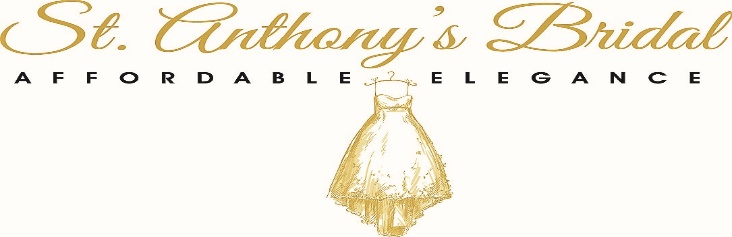 St. Anthony's Bridal
AFFORDABLE ELEGANCE